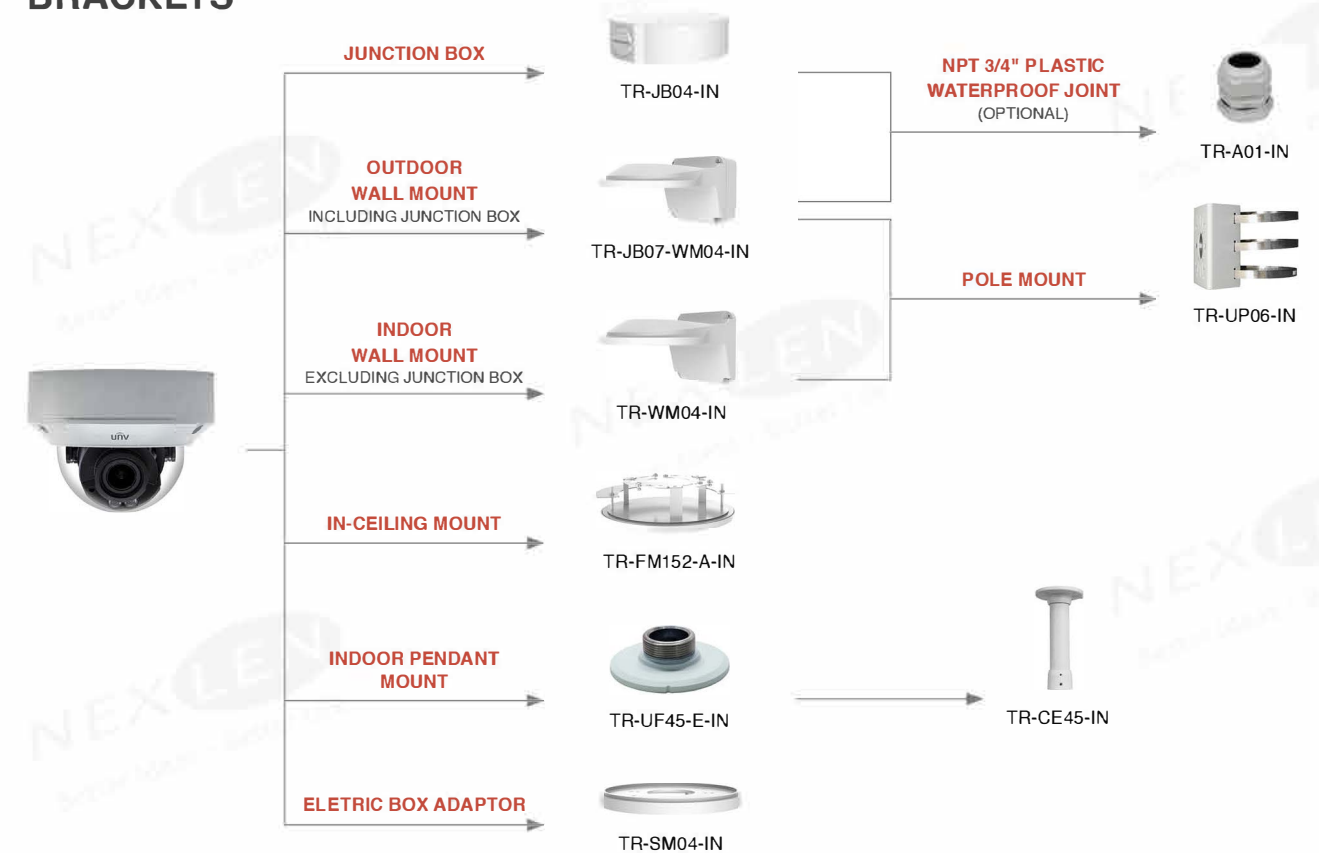 BRACKETS
JUNCTION BOX
TR-JB04-IN
NPT 3/4" PLASTIC
WATERPROOF JOINT
(OPTIONAL)
TR-A01-IN
OUTDOOR
WALL MOUNT
INCLUDING JUNCTION BOX
TR-JB07-WM04-IN
POLE MOUNT
TR-UP06-IN
INDOOR
WALL MOUNT
EXCLUDING JUNCTION BOX
TR-WM04-IN
unv
IN-CEILING MOUNT
TR-FM152-A-IN
INDOOR PENDANT
MOUNT
TR-UF45-E-IN
TR-CE45-IN
ELETRIC BOX ADAPTOR
TR-SM04-IN
NEXLEN
NEXLEN
NEXLEN